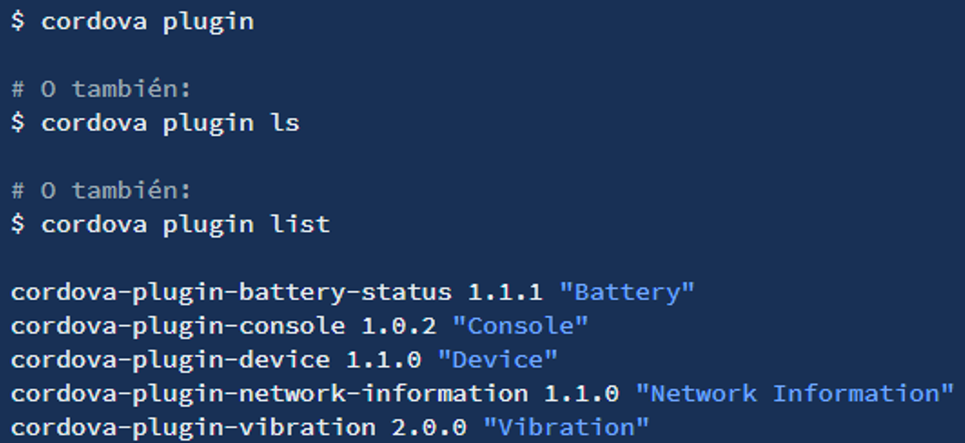 $ cordova plugin
# O también:
$ cordova plugin ls
# O también:
$ cordova plugin list
cordova-plugin-battery-status 1.1.1 "Battery"
cordova-plugin-console 1.0.2 "Console"
cordova-plugin-device 1.1.0 "Device"
cordova-plugin-network-information 1.1.0 "Network Information"
cordova-plugin-vibration 2.0.0 "Vibration"